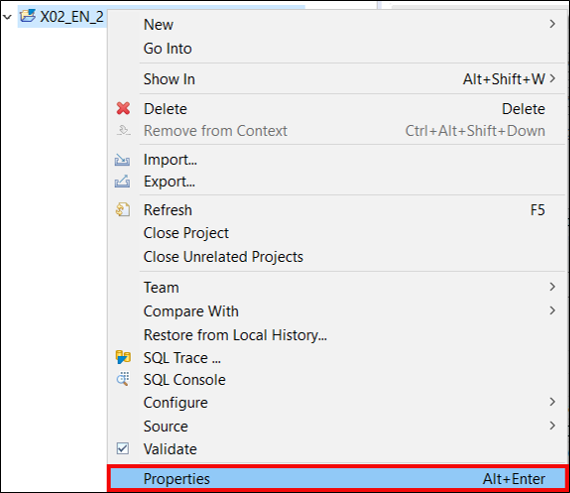 X02_EN_2
New
Go Into
Show In Alt+Shift+W
Delete Delete
Remove from Context Ctrl+Alt+Shift+Down
Import...
Export...
Refresh F5
Close Project
Close Unrelated Projects
Team
Compare With
Restore from Local History...
SQL Trace ...
SQL Console
Configure
Source
Validate
Properties Alt+Enter